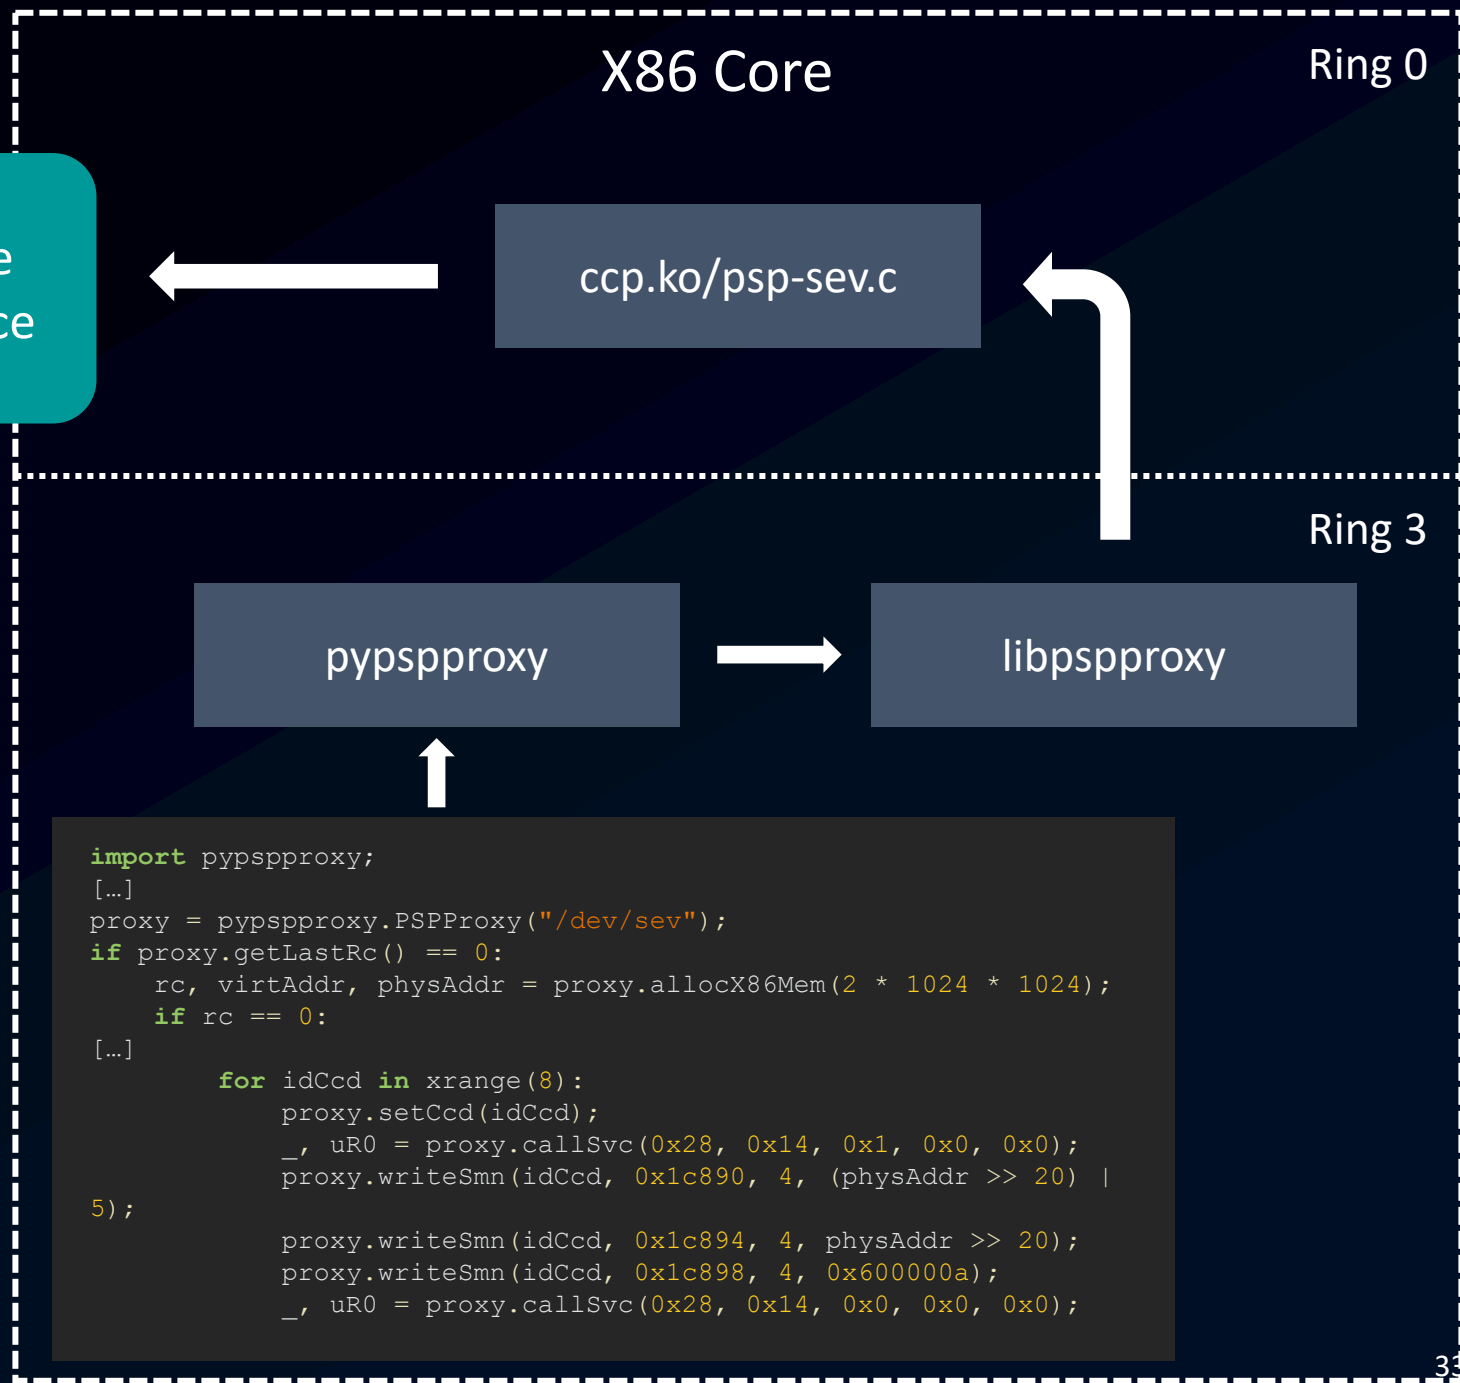 X86 Core
Ring 0
e
ce
ccp.ko/psp-sev.c
Ring 3
pypspproxy
libpspproxy
import pypspproxy;
[…]
proxy = pypspproxy.PSPProxy("/dev/sev");
if proxy.getLastRc() == 0:
    rc, virtAddr, physAddr = proxy.allocX86Mem(2 * 1024 * 1024);
    if rc == 0:
[…]
        for idCcd in xrange(8):
            proxy.setCcd(idCcd);
            _, uR0 = proxy.callSvc(0x28, 0x14, 0x1, 0x0, 0x0);
            proxy.writeSmn(idCcd, 0x1c890, 4, (physAddr >> 20) |
5);
            proxy.writeSmn(idCcd, 0x1c894, 4, physAddr >> 20);
            proxy.writeSmn(idCcd, 0x1c898, 4, 0x600000a);
            _, uR0 = proxy.callSvc(0x28, 0x14, 0x0, 0x0, 0x0);
33